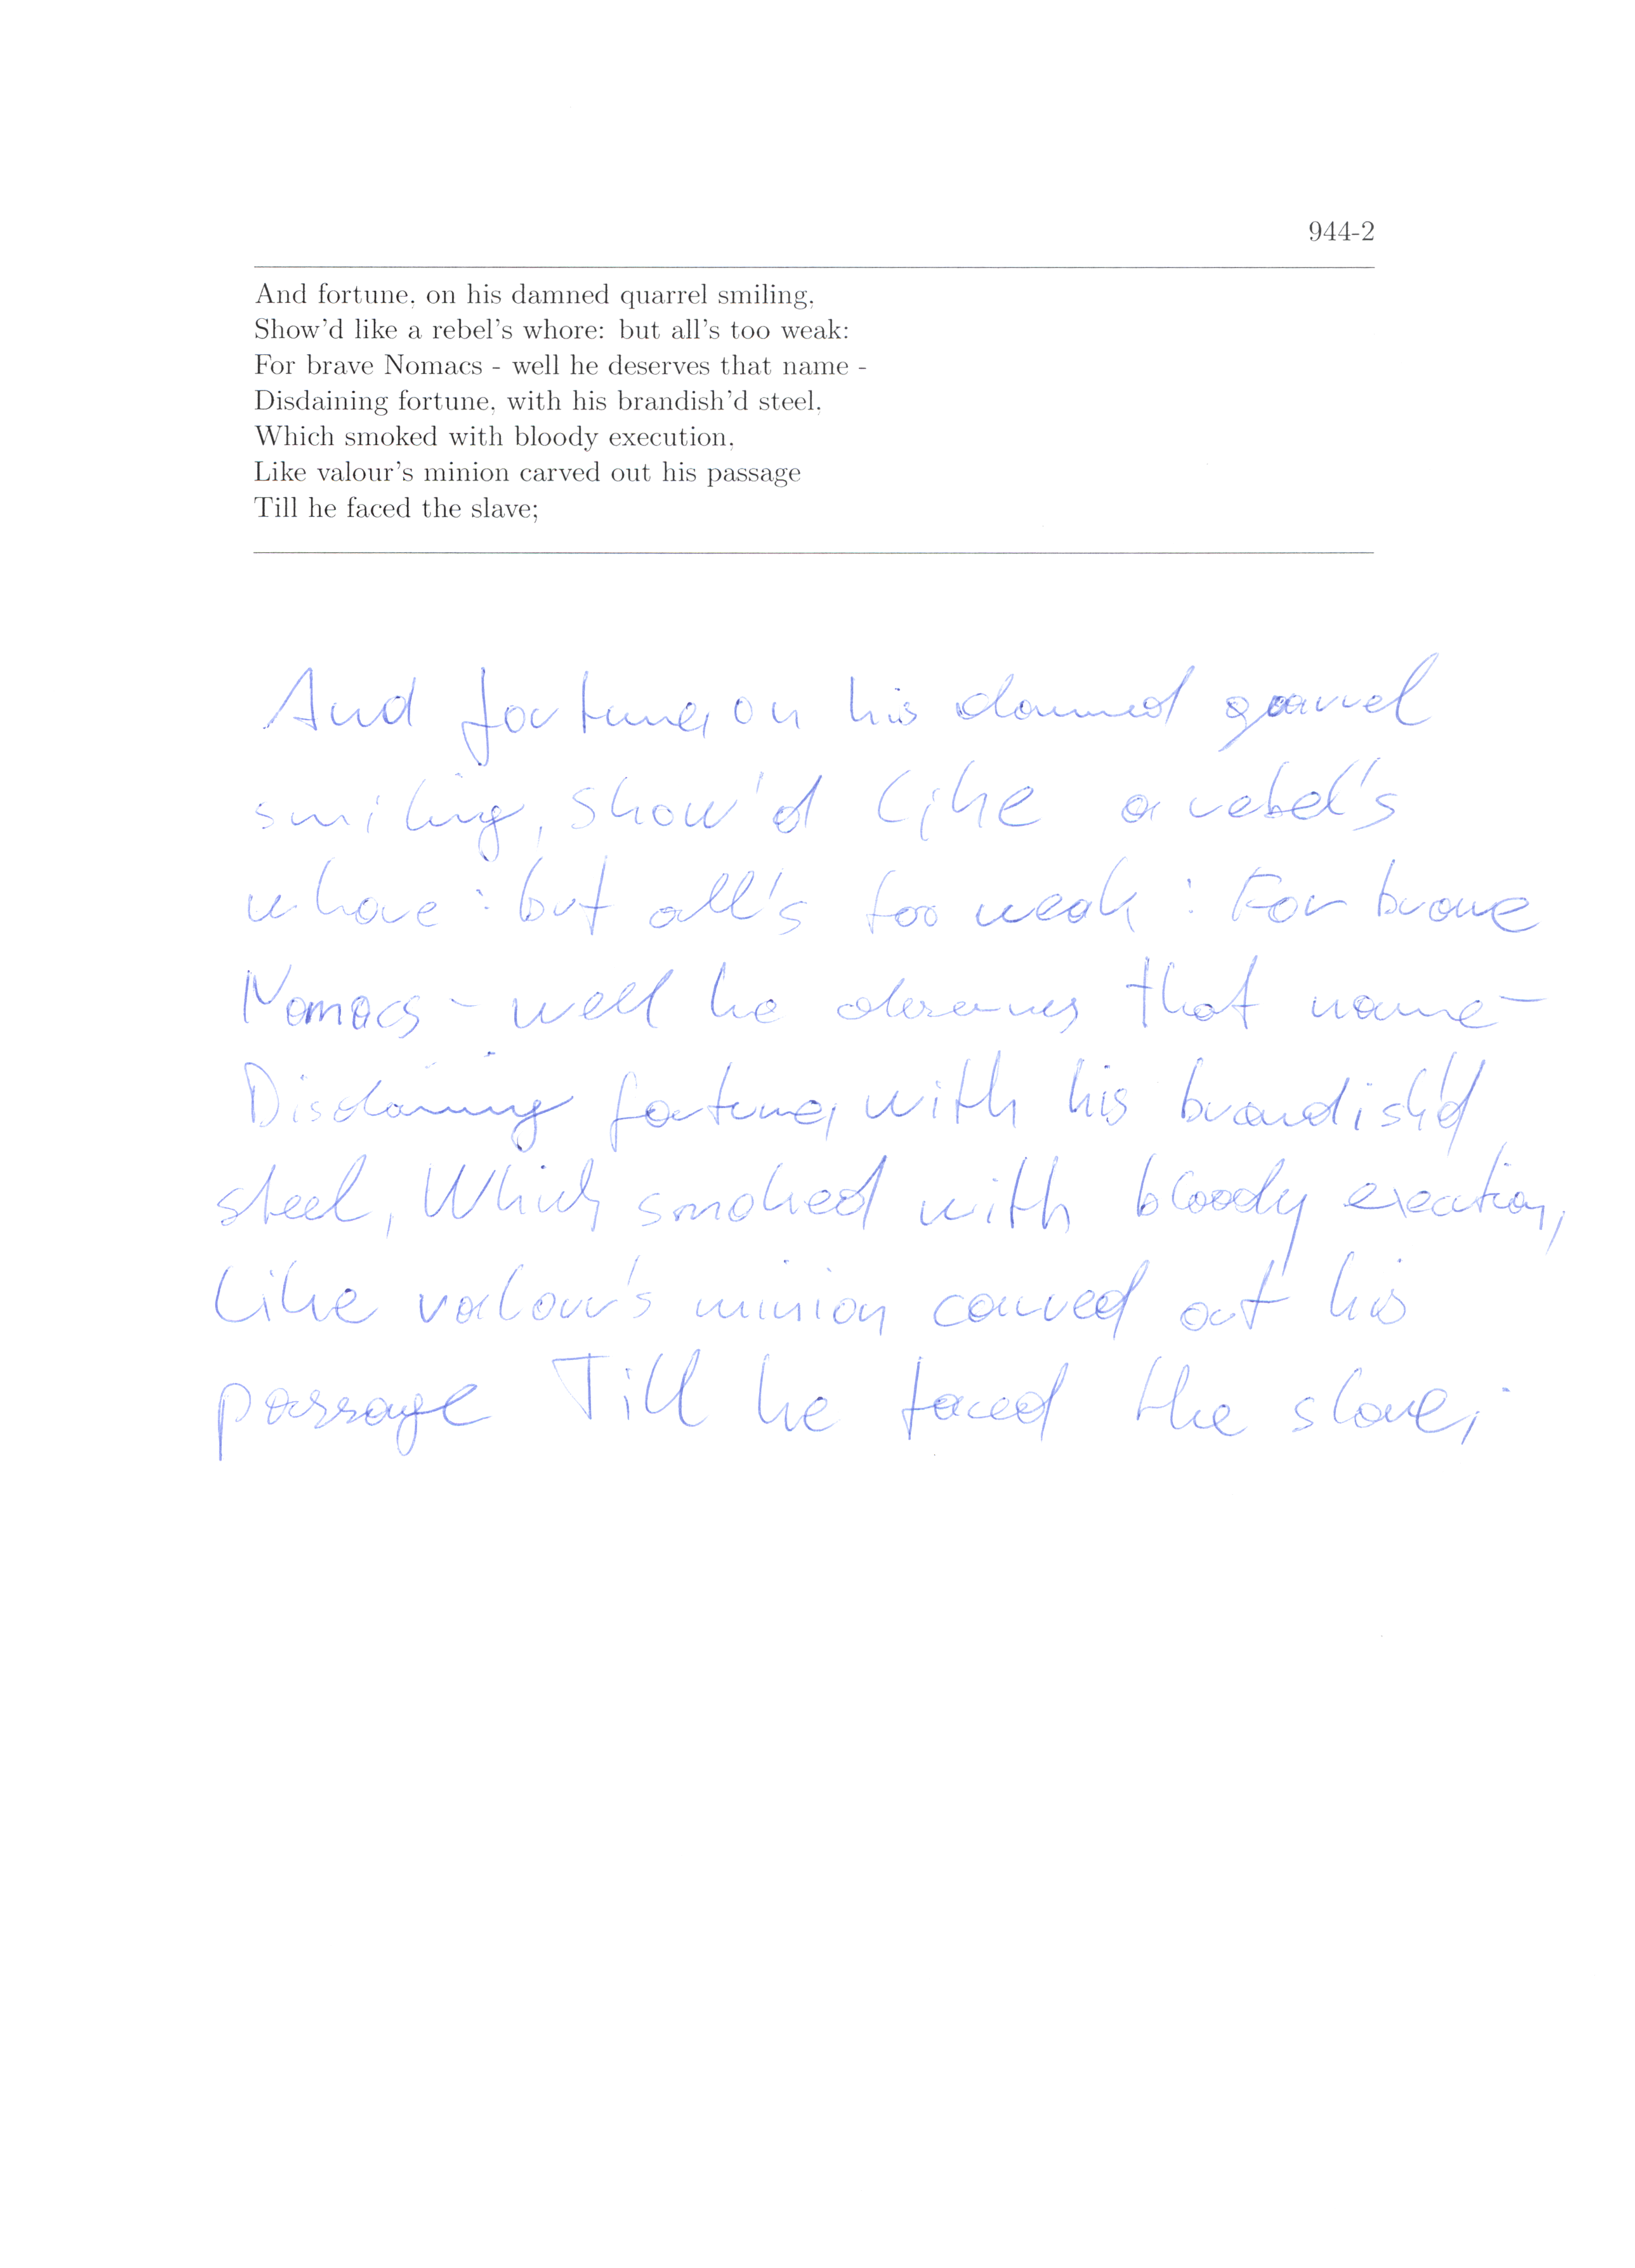 944-2
And fortune, on his damned quarrel smiling,
Show'd like a rebel's whore: but all's too weak:
For brave Nomacs - well he deserves that name -
Disdaining fortune, with his brandish'd steel,
Which smoked with bloody execution,
Like valour's minion carved out his passage
Till he faced the slave;
And fortune, on his damned quarrel
smiling, show'd like a rebel's
whore: but all's too weak: For brave
Nomacs - well he deserves that name -
Disdaining fortune, with his brandish'd
steel, Which smoked with bloody execution,
Like valour's minion carved out his
passage Till he faced the slave;